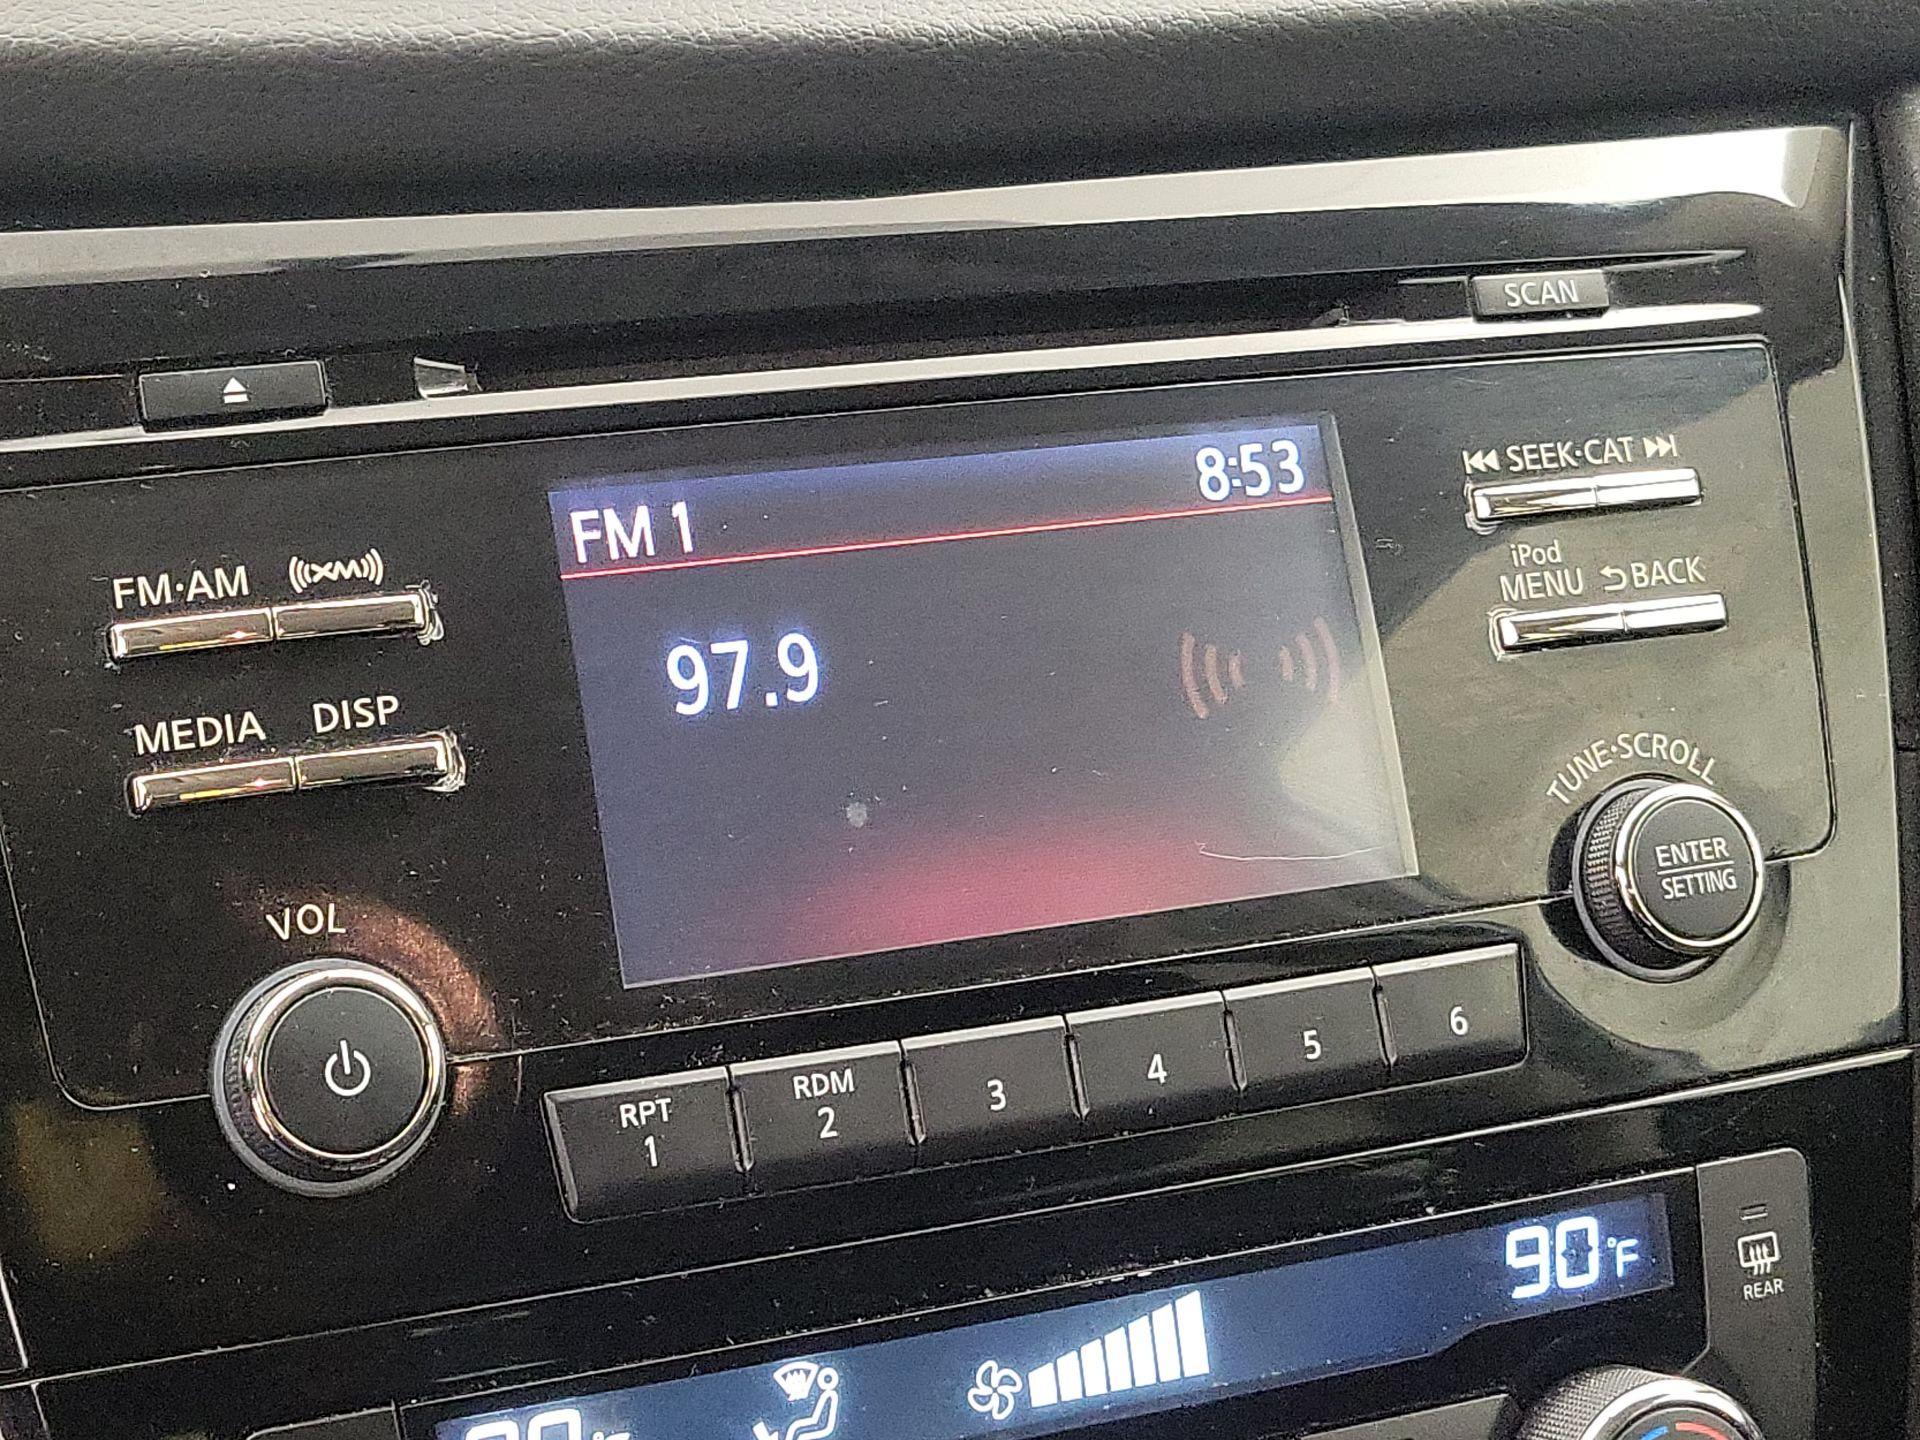 SCAN
8:53
FM 1
SEEK·CAT
FM·AM
((XM))
iPod
MENU
BACK
97.9
MEDIA
DISP
TUNE·SCROLL
ENTER
SETTING
VOL
RPT
1
RDM
2
3
4
5
6
90°F
REAR